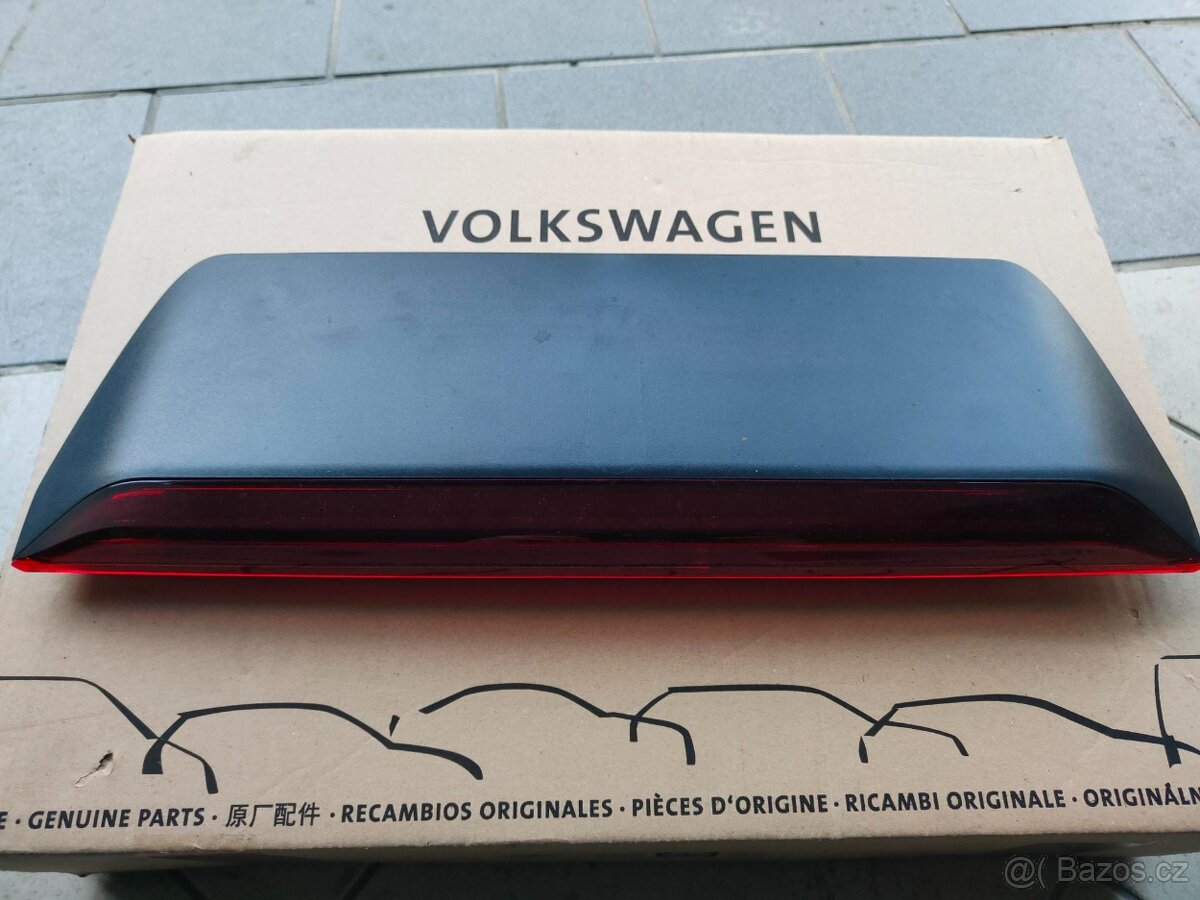 VOLKSWAGEN
E · GENUINE PARTS · 原厂配件 · RECAMBIOS ORIGINALES · PIÈCES D'ORIGINE · RICAMBI ORIGINALE · ORIGINÁLN
@( Bazos.cz